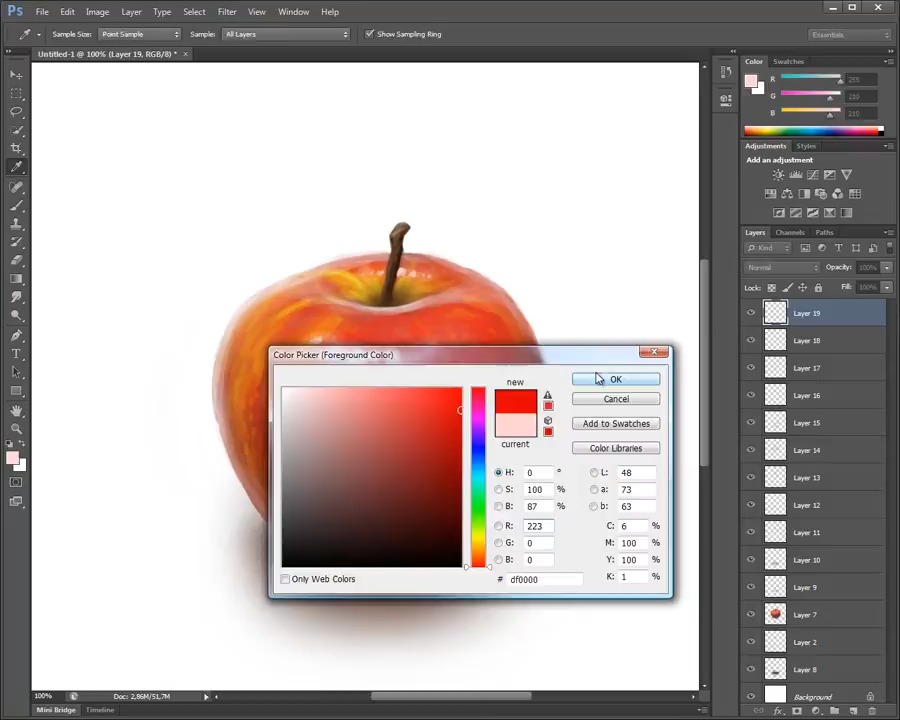 Ps File Edit Image Layer Type Select Filter View Window Help
Sample Size: Point Sample Sample: All Layers Show Sampling Ring Essentials
Untitled-1 @ 100% (Layer 19, RGB/8) * ×
Color Swatches
R 255
G 210
B 210
Adjustments Styles
Add an adjustment
Layers Channels Paths
Kind
Normal Opacity: 100%
Lock: Fill: 100%
Layer 19
Layer 18
Layer 17
Layer 16
Layer 15
Layer 14
Layer 13
Layer 12
Layer 11
Layer 10
Layer 9
Layer 7
Layer 2
Layer 8
Background
Color Picker (Foreground Color)
new
current
OK
Cancel
Add to Swatches
Color Libraries
H: 0 ° L: 48
S: 100 % a: 73
B: 87 % b: 63
R: 223 C: 6 %
G: 0 M: 100 %
B: 0 Y: 100 %
# df0000 K: 1 %
Only Web Colors
100% Doc: 2,86M/51,7M
Mini Bridge Timeline